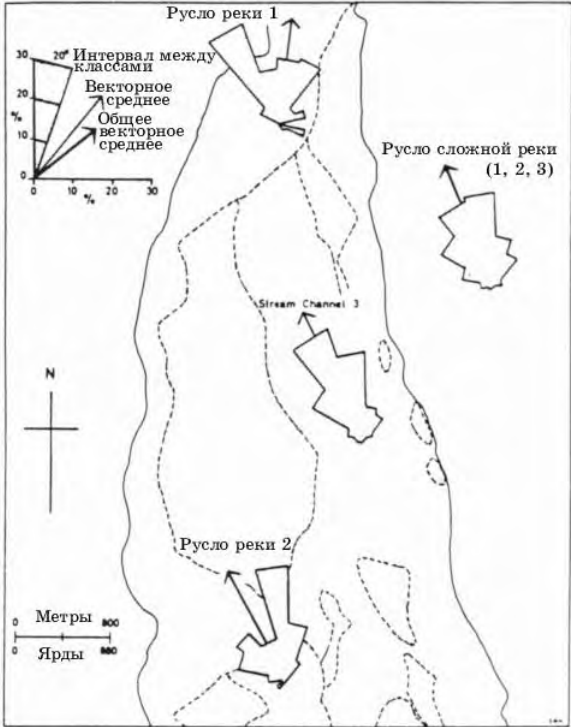 Русло реки 1
30
20°
Интервал между
классами
Векторное
среднее
20
%
Общее
векторное
среднее
10
0
0
10
%
30
Русло сложной реки
(1, 2, 3)
Stream Channel 3
N
Русло реки 2
Метры
0
800
Ярды
0
880